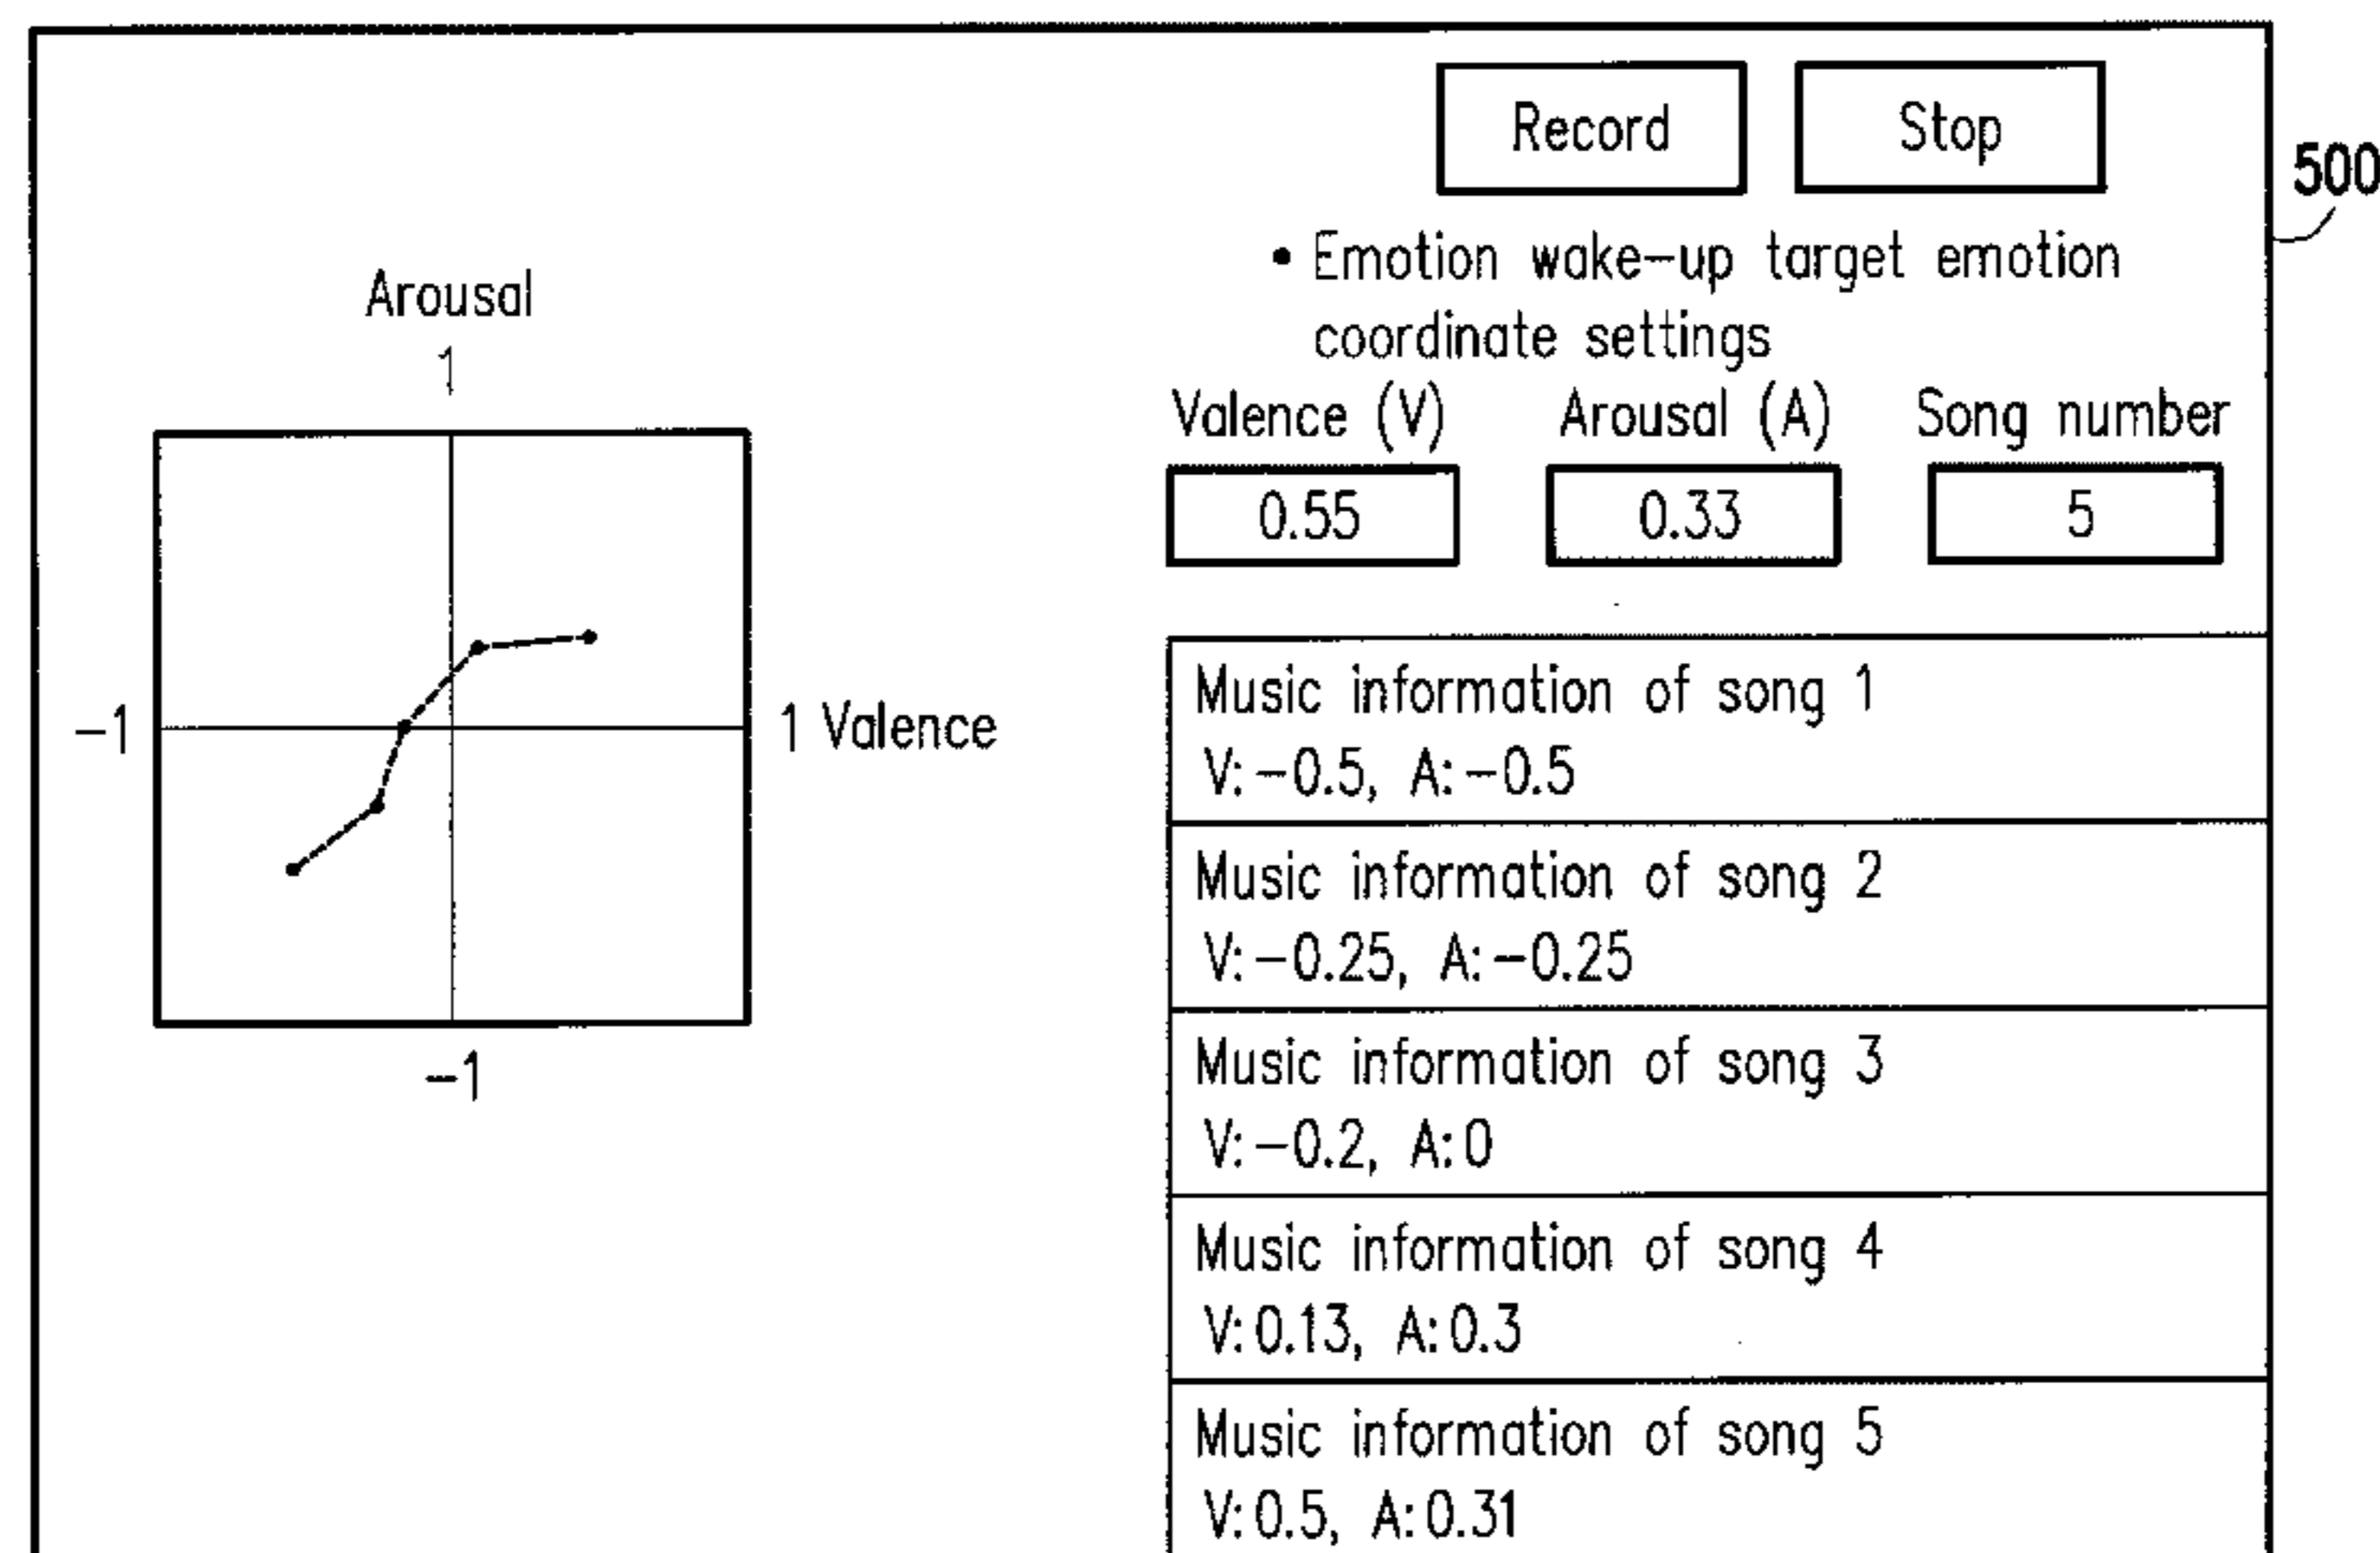 Record
Stop
500
• Emotion wake-up target emotion
coordinate settings
Arousal
1
-1
1 Valence
-1
Valence (V)
Arousal (A)
Song number
0.55
0.33
5
Music information of song 1
V:-0.5, A:-0.5
Music information of song 2
V:-0.25, A:-0.25
Music information of song 3
V:-0.2, A:0
Music information of song 4
V:0.13, A:0.3
Music information of song 5
V:0.5, A:0.31